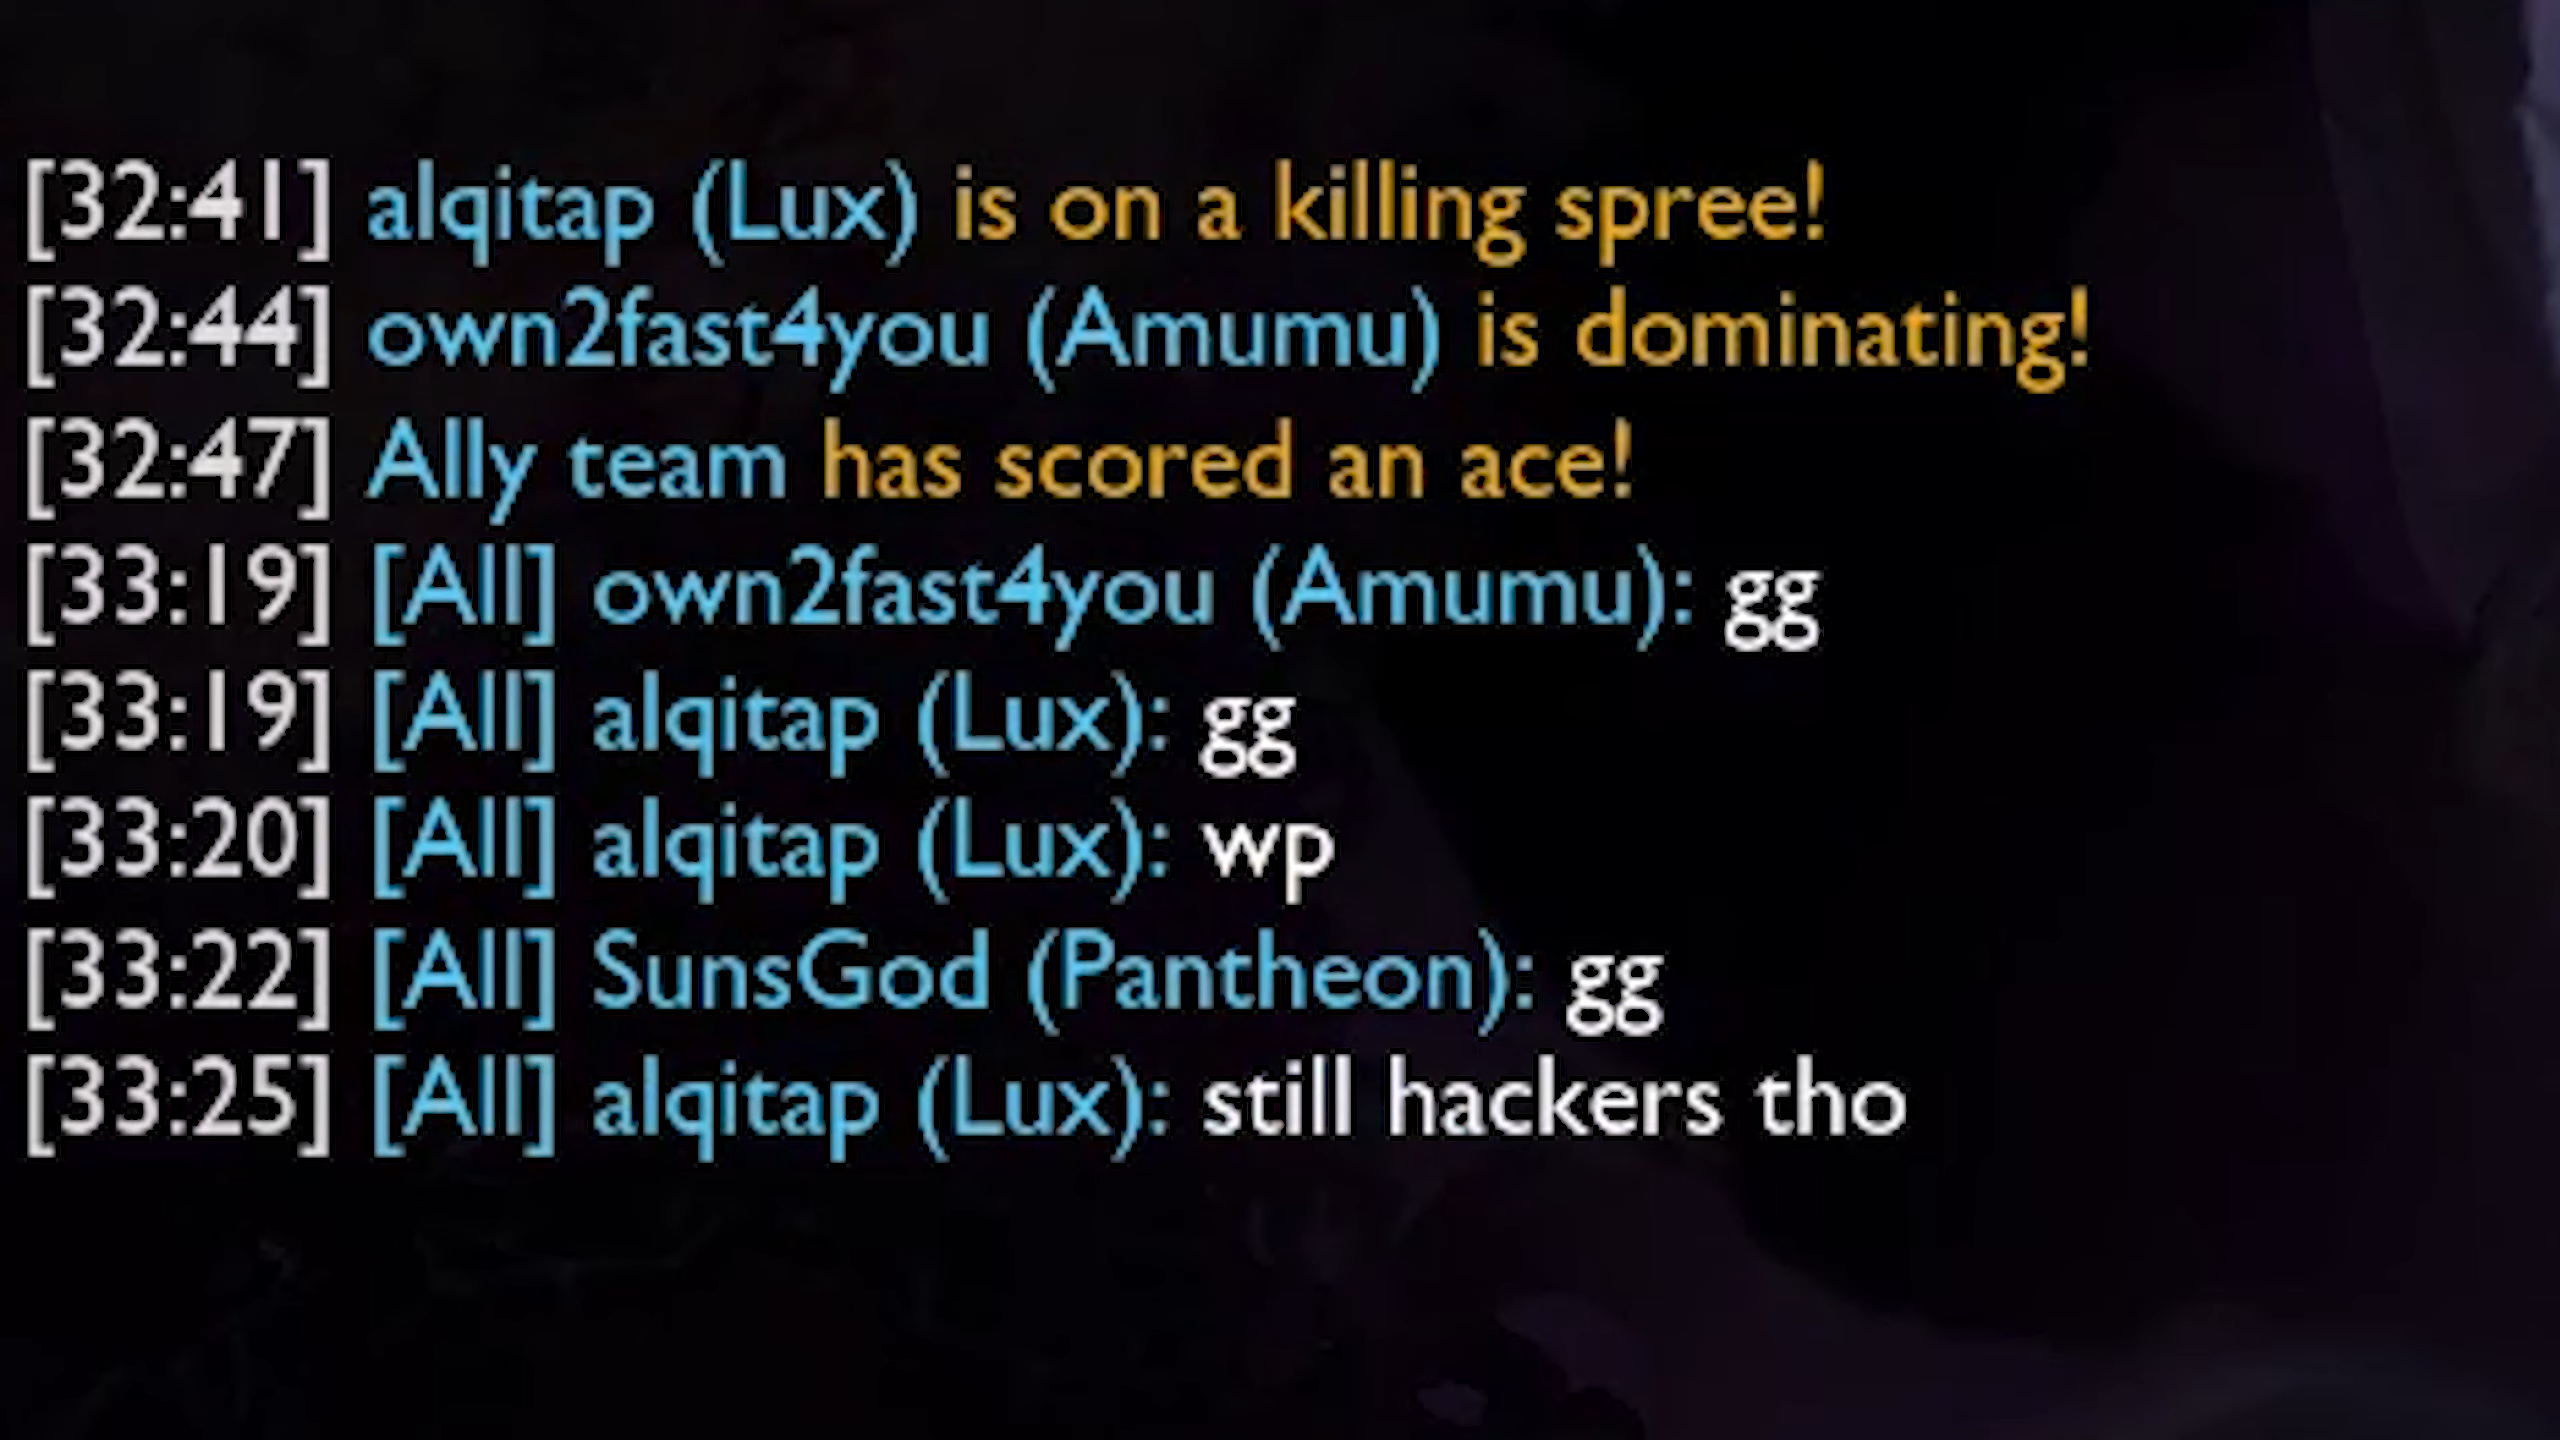 [32:41] alqitap (Lux) is on a killing spree!
[32:44] own2fast4you (Amumu) is dominating!
[32:47] Ally team has scored an ace!
[33:19] [All] own2fast4you (Amumu): gg
[33:19] [All] alqitap (Lux): gg
[33:20] [All] alqitap (Lux): wp
[33:22] [All] SunsGod (Pantheon): gg
[33:25] [All] alqitap (Lux): still hackers tho